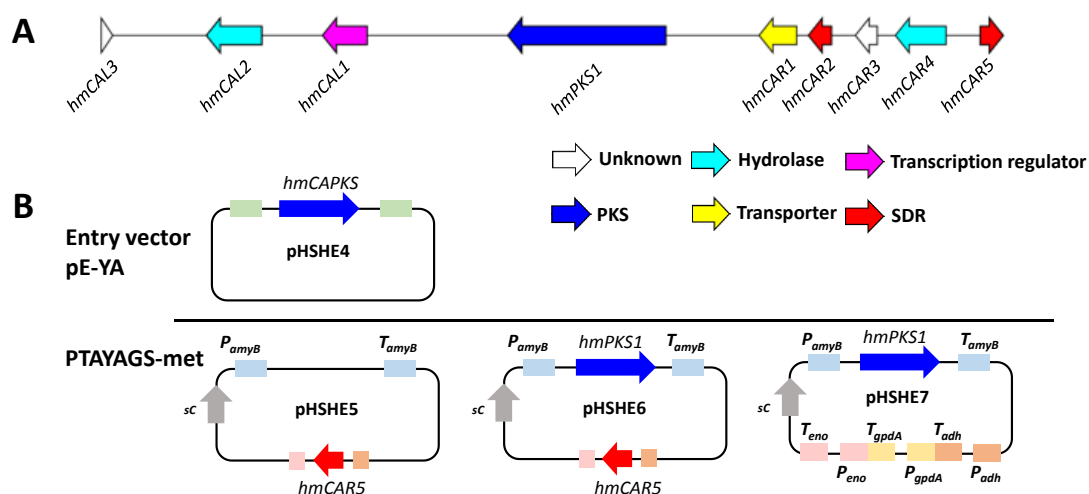 A
hmCAL3
hmCAL2
hmCAL1
hmPKS1
hmCAR1
hmCAR2
hmCAR3
hmCAR4
hmCAR5
Unknown
Hydrolase
Transcription regulator
PKS
Transporter
SDR
B
hmCAPKS
Entry vector
pE-YA
pHSHE4
PTAYAGS-met
PamyB
TamyB
sC
pHSHE5
hmCAR5
PamyB
hmPKS1
TamyB
sC
pHSHE6
hmCAR5
PamyB
hmPKS1
TamyB
sC
pHSHE7
Teno
TgpdA
Tadh
Peno
PgpdA
Padh